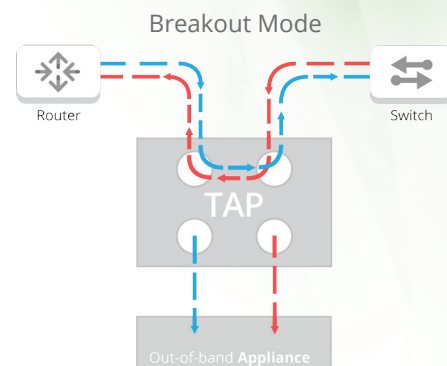 Breakout Mode
Router
Switch
TAP
Out-of-band Appliance